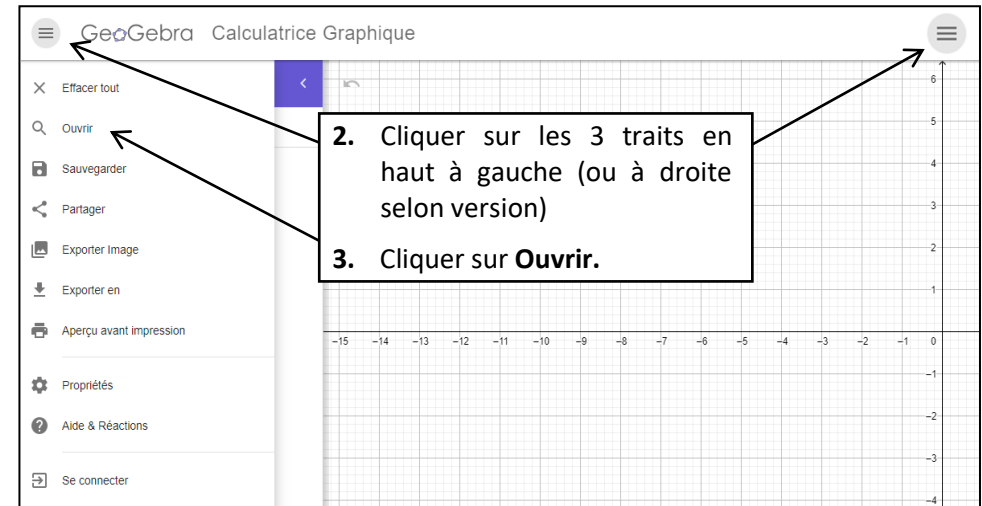 GeoGebra Calculatrice Graphique
Effacer tout
Ouvrir
Sauvegarder
Partager
Exporter Image
Exporter en
Aperçu avant impression
Propriétés
Aide & Réactions
Se connecter
2. Cliquer sur les 3 traits en
haut à gauche (ou à droite
selon version)
3. Cliquer sur Ouvrir.
6
5
4
3
2
1
−15 −14 −13 −12 −11 −10 −9 −8 −7 −6 −5 −4 −3 −2 −1 0
−1
−2
−3
−4